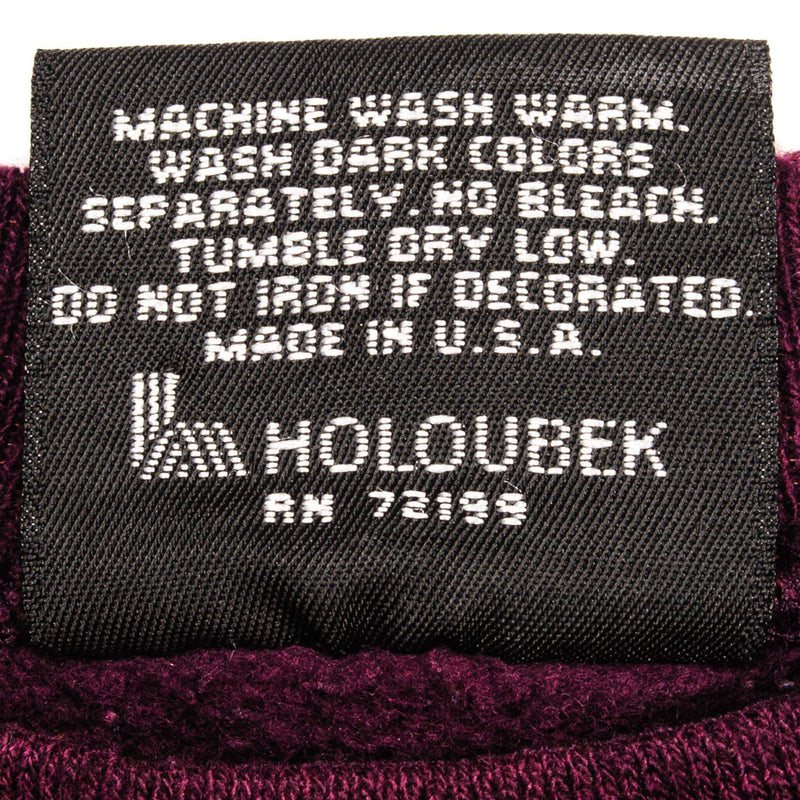 MACHINE WASH WARM.
WASH DARK COLORS
SEPARATELY. NO BLEACH.
TUMBLE DRY LOW.
DO NOT IRON IF DECORATED.
MADE IN U.S.A.
HOLOUBEK
RN 73199